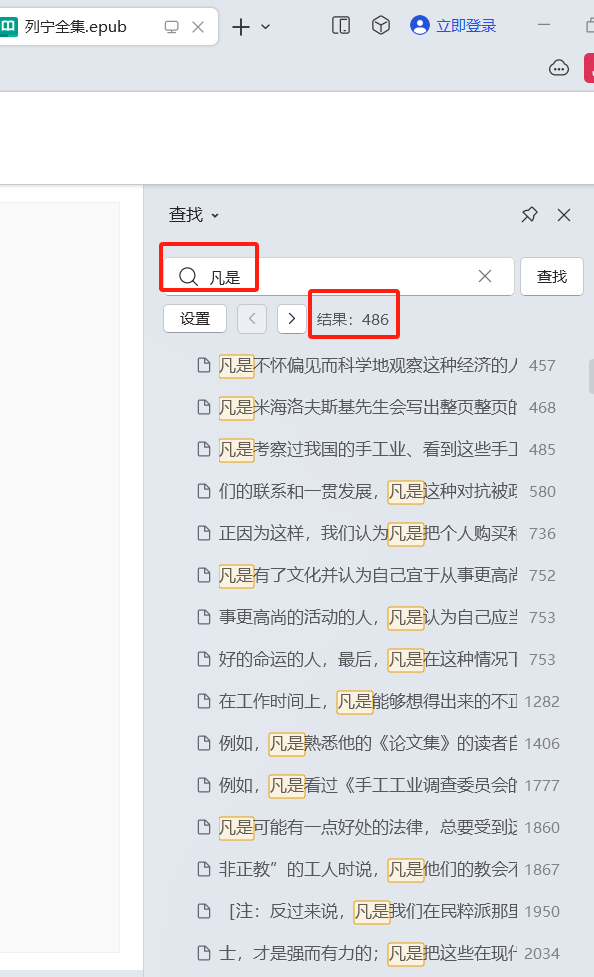 列宁全集.epub
立即登录
查找
凡是
查找
设置
结果：486
凡是不怀偏见而科学地观察这种经济的人 457
凡是米海洛夫斯基先生会写出整页整页的 468
凡是考察过我国的手工业、看到这些手工 485
们的联系和一贯发展，凡是这种对抗被政 580
正因为这样，我们认为凡是把个人购买和 736
凡是有了文化并认为自己宜于从事更高尚 752
事更高尚的活动的人，凡是认为自己应当 753
好的命运的人，最后，凡是在这种情况下 753
在工作时间上，凡是能够想得出来的不正 1282
例如，凡是熟悉他的《论文集》的读者自 1406
例如，凡是看过《手工工业调查委员会的 1777
凡是可能有一点好处的法律，总要受到这 1860
非正教”的工人时说，凡是他们的教会不 1867
［注：反过来说，凡是我们在民粹派那里 1950
士，才是强而有力的；凡是把这些在现代 2034